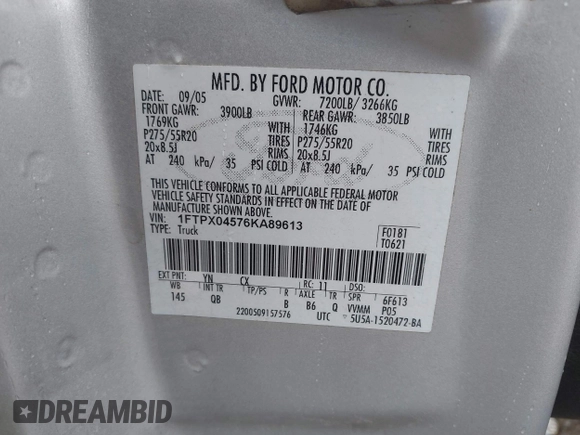 MFD. BY FORD MOTOR CO.
DATE: 09/05 GVWR: 7200LB/ 3266KG
FRONT GAWR: 3900LB REAR GAWR: 3850LB
1769KG WITH 1746KG WITH
P275/55R20 TIRES P275/55R20 TIRES
20x8.5J RIMS 20x8.5J RIMS
AT 240 kPa/ 35 PSI COLD AT 240 kPa/ 35 PSI COLD
THIS VEHICLE CONFORMS TO ALL APPLICABLE FEDERAL MOTOR
VEHICLE SAFETY STANDARDS IN EFFECT ON THE DATE OF
MANUFACTURE SHOWN ABOVE.
VIN: 1FTPX04576KA89613 F0181
TYPE: Truck T0621
EXT PNT: YN CX RC: 11
WB INT TR TP/PS R AXLE TR SPR 6F613
145 QB B B6 Q VVMM P05
2200509157576 UTC 5U5A-1520472-BA
DREAMBID